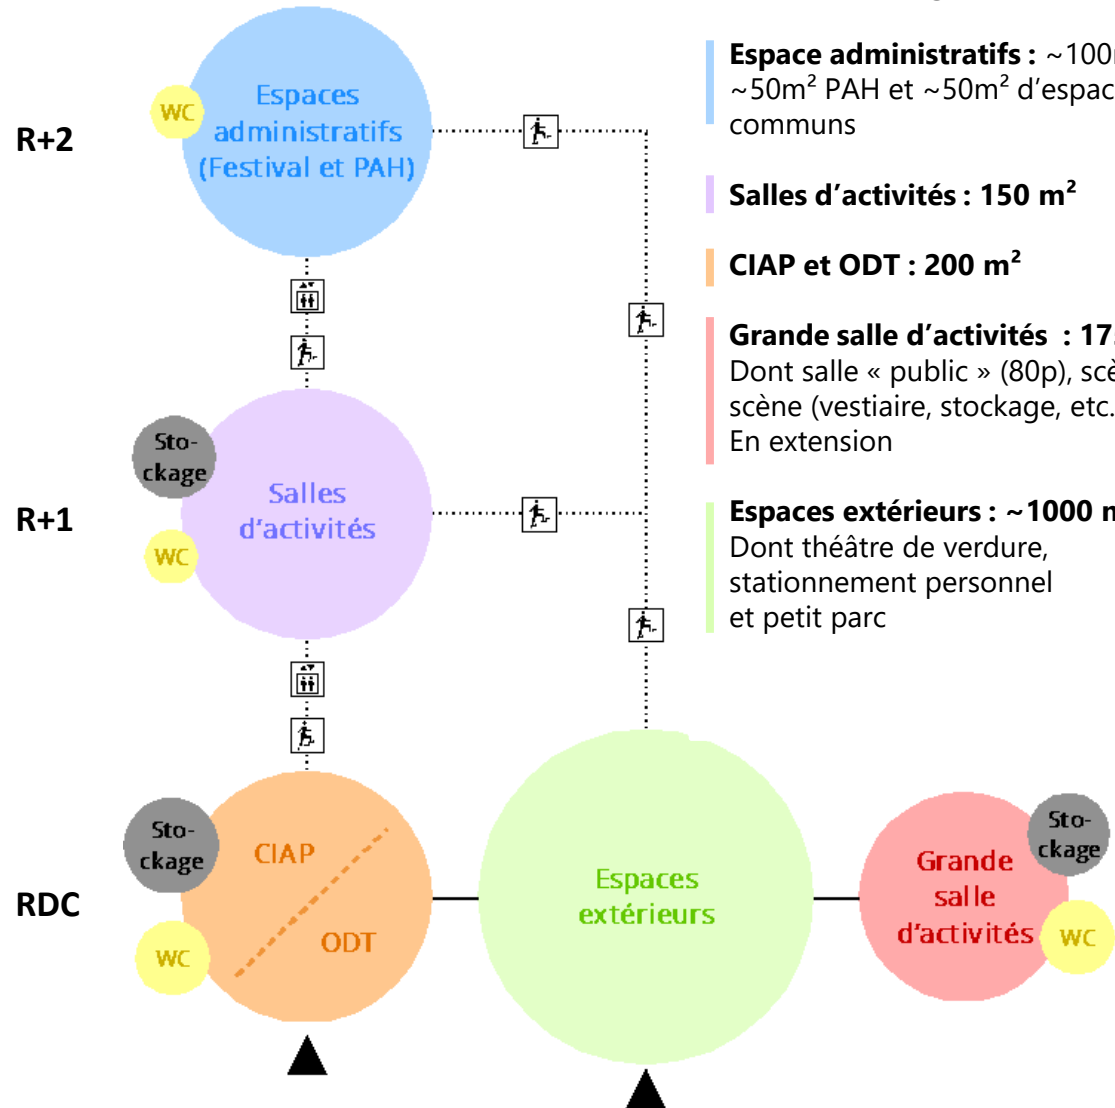 R+2
WC
Espaces
administratifs
(Festival et PAH)
Sto-
ckage
R+1
Salles
d'activités
WC
Sto-
ckage
RDC
CIAP
ODT
WC
Espaces
extérieurs
Grande
salle
d'activités
Sto-
ckage
WC
Espace administratifs : ~100
~50m² PAH et ~50m² d'espac
communs
Salles d'activités : 150 m²
CIAP et ODT : 200 m²
Grande salle d'activités : 17
Dont salle « public » (80p), scè
scène (vestiaire, stockage, etc.
En extension
Espaces extérieurs : ~1000 m
Dont théâtre de verdure,
stationnement personnel
et petit parc